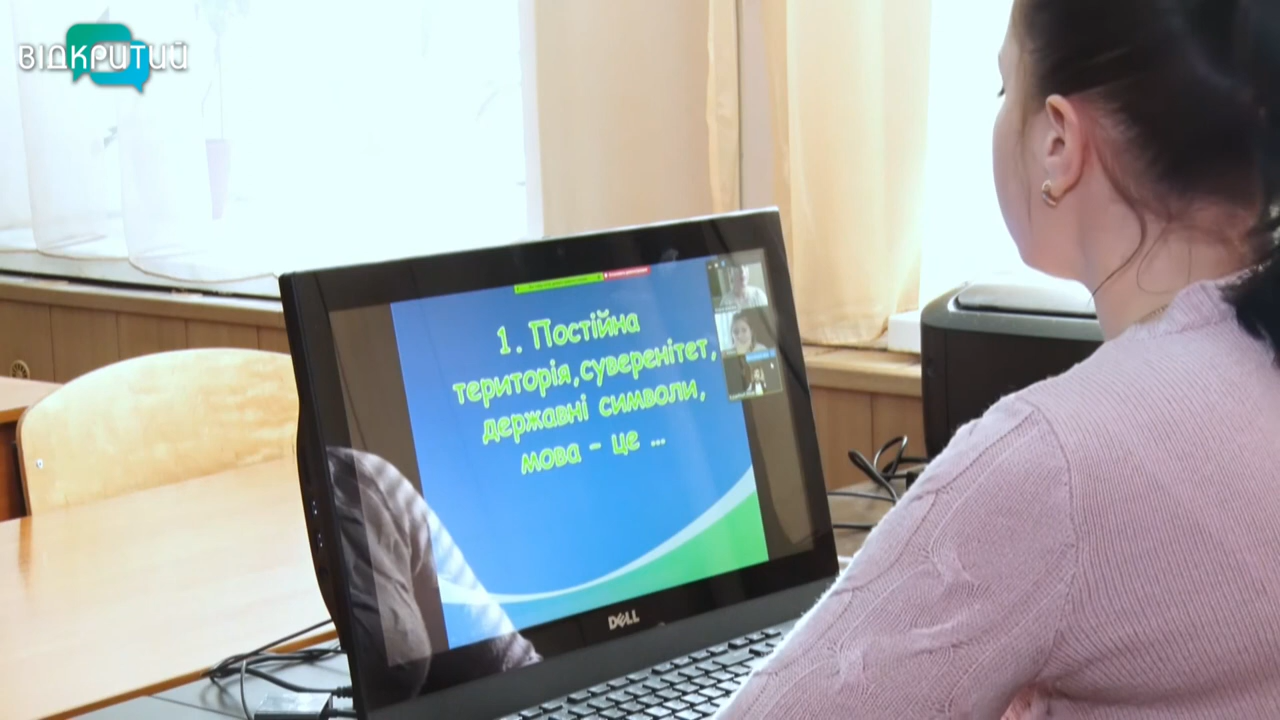 ВІДКРИТИЙ
1. Постійна
територія,суверенітет,
державні символи,
мова - це ...
DELL